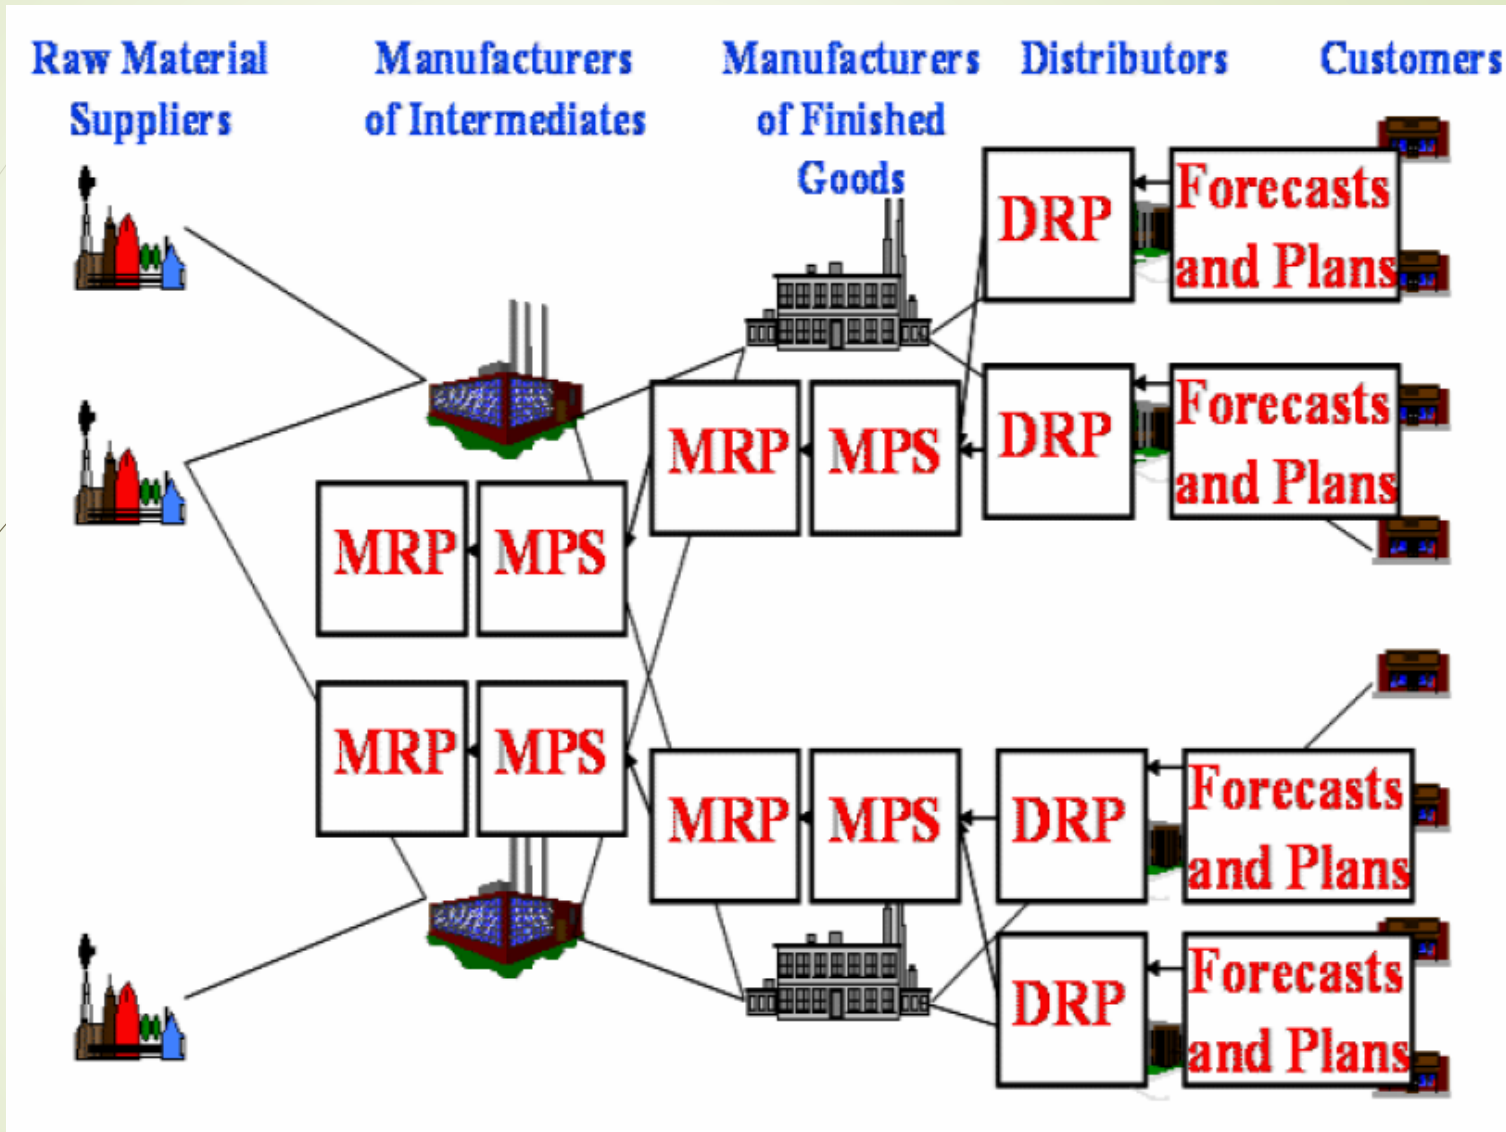 Raw Material
Suppliers
Manufacturers
of Intermediates
Manufacturers
of Finished
Goods
Distributors
Customers
DRP
Forecasts
and Plans
MRP
MPS
DRP
Forecasts
and Plans
MRP
MPS
MRP
MPS
MRP
MPS
DRP
Forecasts
and Plans
DRP
Forecasts
and Plans